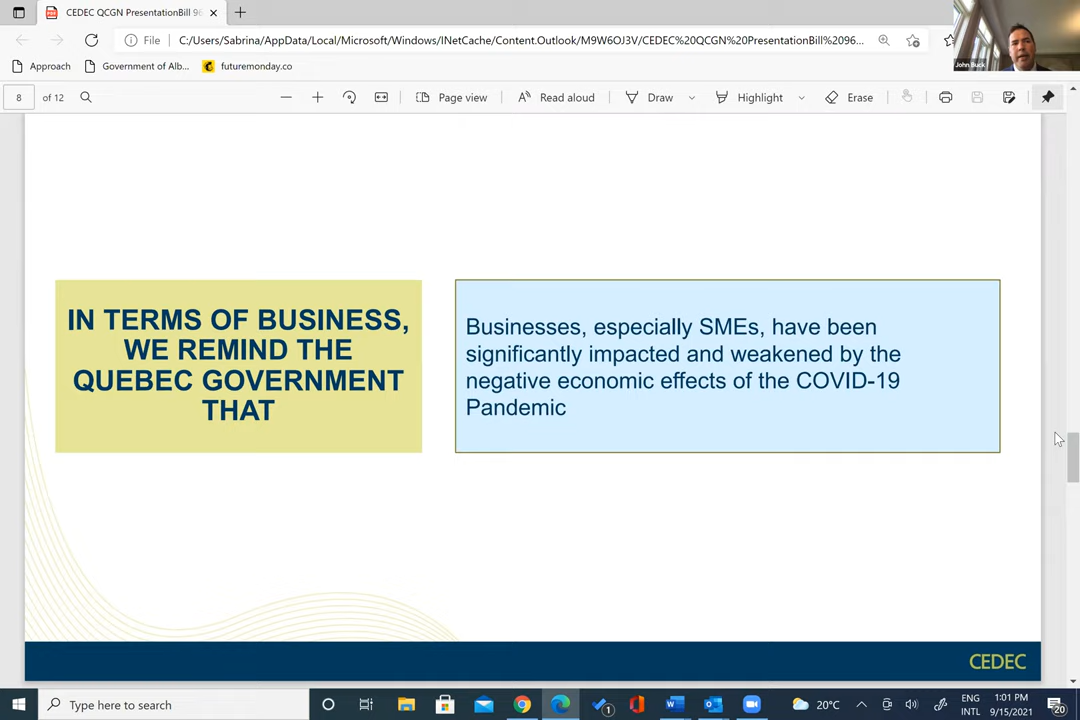 CEDEC QCGN PresentationBill 96
File
C:/Users/Sabrina/AppData/Local/Microsoft/Windows/INetCache/Content.Outlook/M9W6OJ3V/CEDEC%20QCGN%20PresentationBill%2096...
Approach
Government of Alb...
futuremonday.co
John Buck
8 of 12
Page view
Read aloud
Draw
Highlight
Erase
IN TERMS OF BUSINESS,
WE REMIND THE
QUEBEC GOVERNMENT
THAT
Businesses, especially SMEs, have been
significantly impacted and weakened by the
negative economic effects of the COVID-19
Pandemic
CEDEC
Type here to search
1
20°C
ENG
INTL
1:01 PM
9/15/2021
20